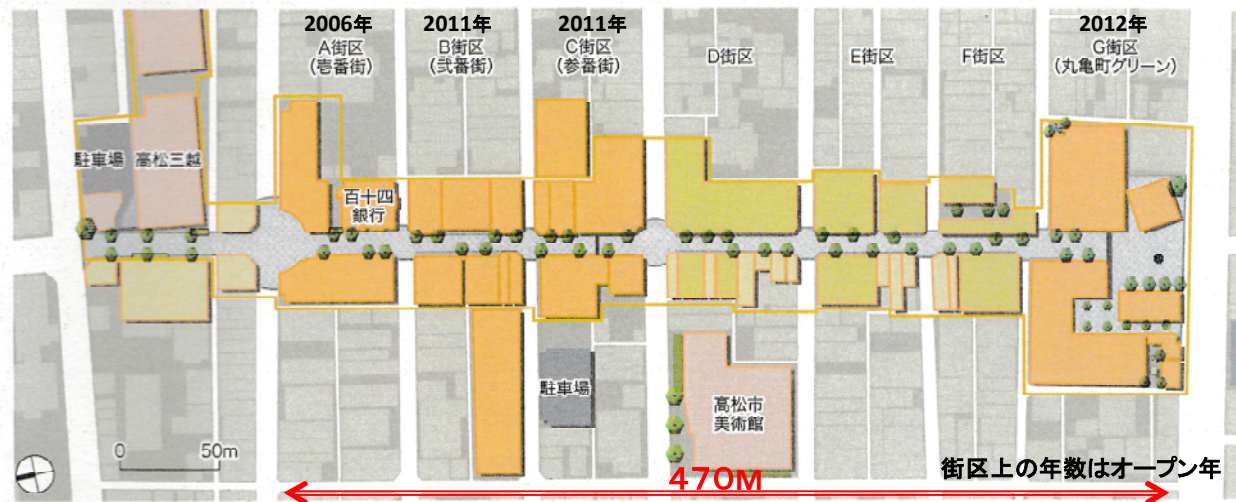 2006年
A街区
(壱番街)
2011年
B街区
(弐番街)
2011年
C街区
(参番街)
D街区
E街区
F街区
2012年
G街区
(丸亀町グリーン)
駐車場
高松三越
百十四
銀行
駐車場
高松市
美術館
0 50m
470M
街区上の年数はオープン年